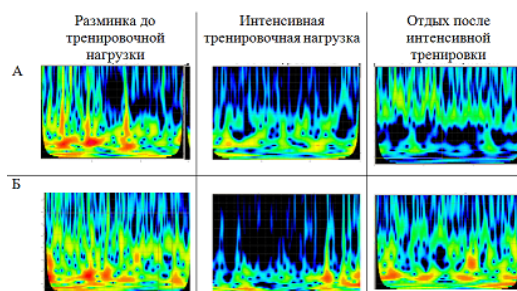 Разминка до
тренировочной
нагрузки
Интенсивная
тренировочная нагрузка
Отдых после
интенсивной
тренировки
А
Б